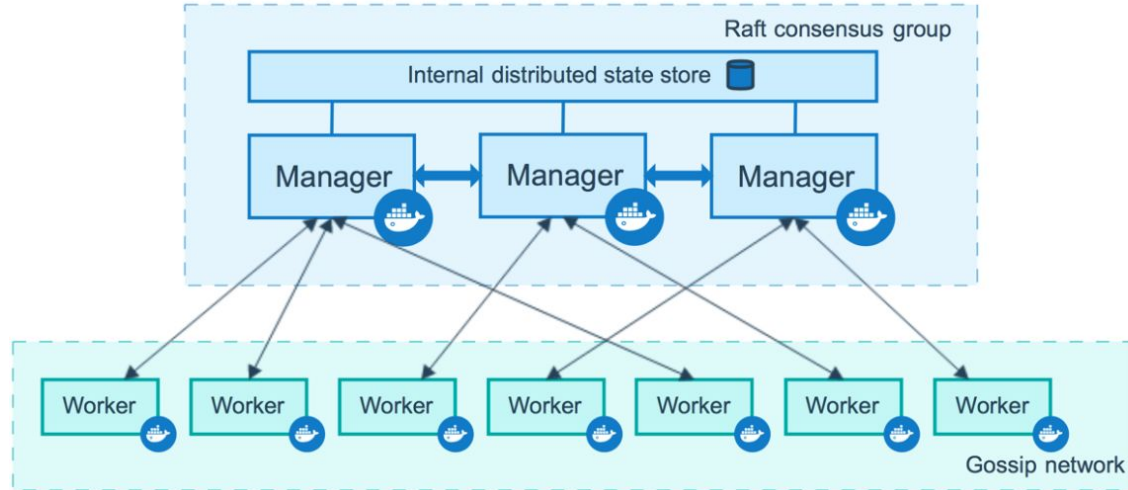 Raft consensus group
Internal distributed state store
Manager
Manager
Manager
Worker
Worker
Worker
Worker
Worker
Worker
Worker
Gossip network